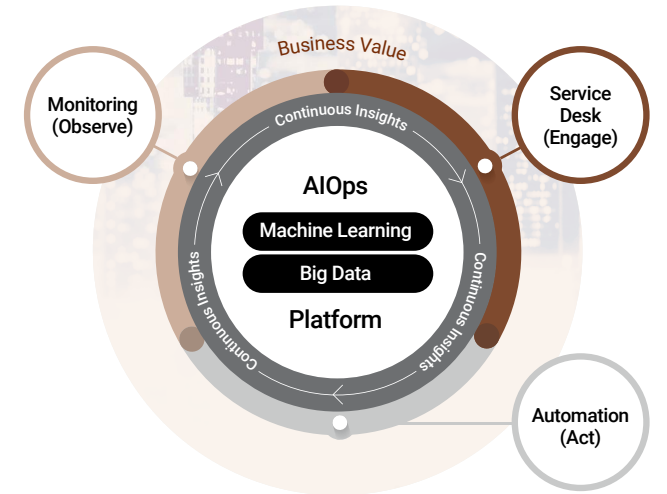 Business Value
Monitoring
(Observe)
Service
Desk
(Engage)
Continuous Insights
AIOps
Machine Learning
Big Data
Platform
Continuous Insights
Continuous Insights
Automation
(Act)